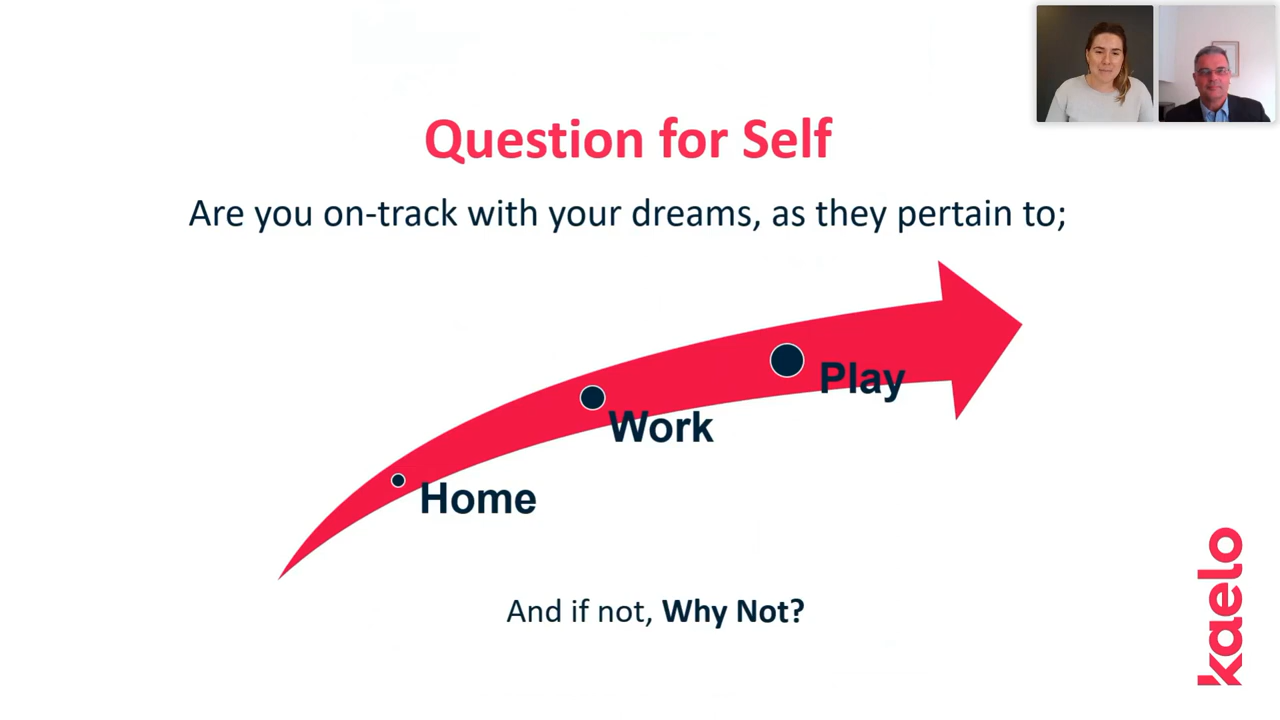 Question for Self
Are you on-track with your dreams, as they pertain to;
Play
Work
Home
And if not, Why Not?
kaelo